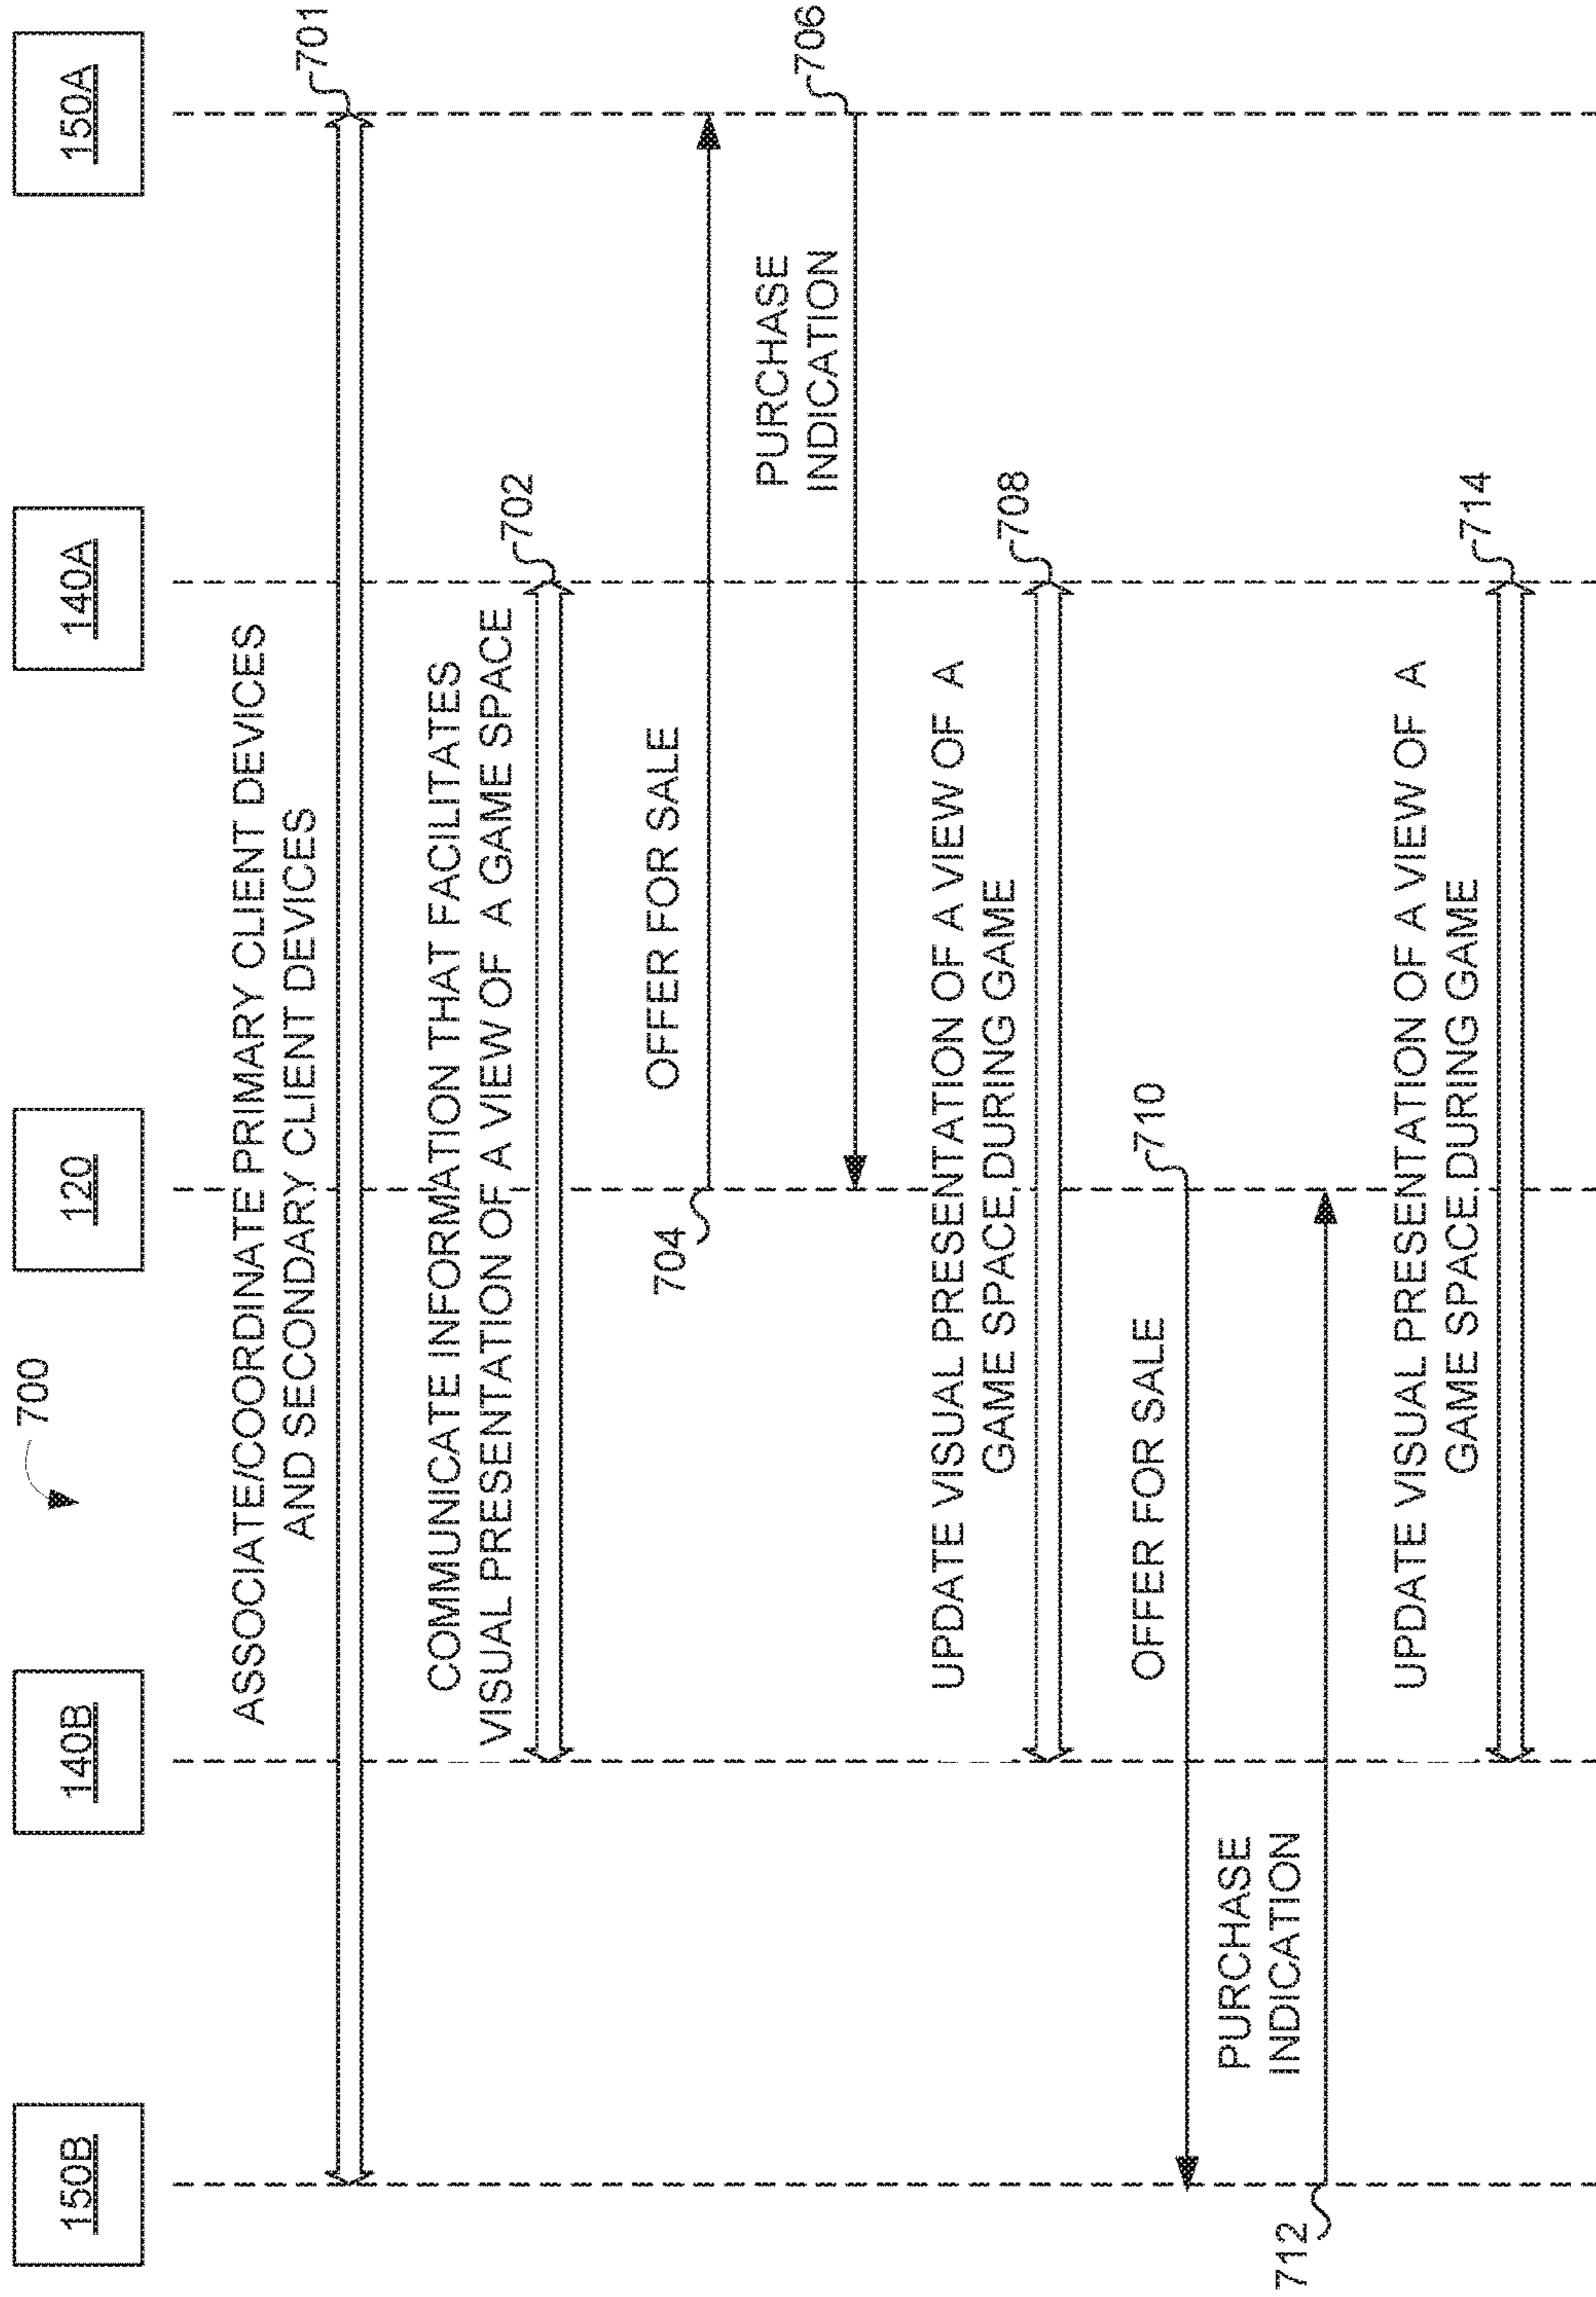 700
150B
140B
120
140A
150A
ASSOCIATE/COORDINATE PRIMARY CLIENT DEVICES
AND SECONDARY CLIENT DEVICES
701
COMMUNICATE INFORMATION THAT FACILITATES
VISUAL PRESENTATION OF A VIEW OF A GAME SPACE
702
OFFER FOR SALE
704
PURCHASE
INDICATION
706
UPDATE VISUAL PRESENTATION OF A VIEW OF A
GAME SPACE DURING GAME
708
OFFER FOR SALE
710
PURCHASE
INDICATION
712
UPDATE VISUAL PRESENTATION OF A VIEW OF A
GAME SPACE DURING GAME
714